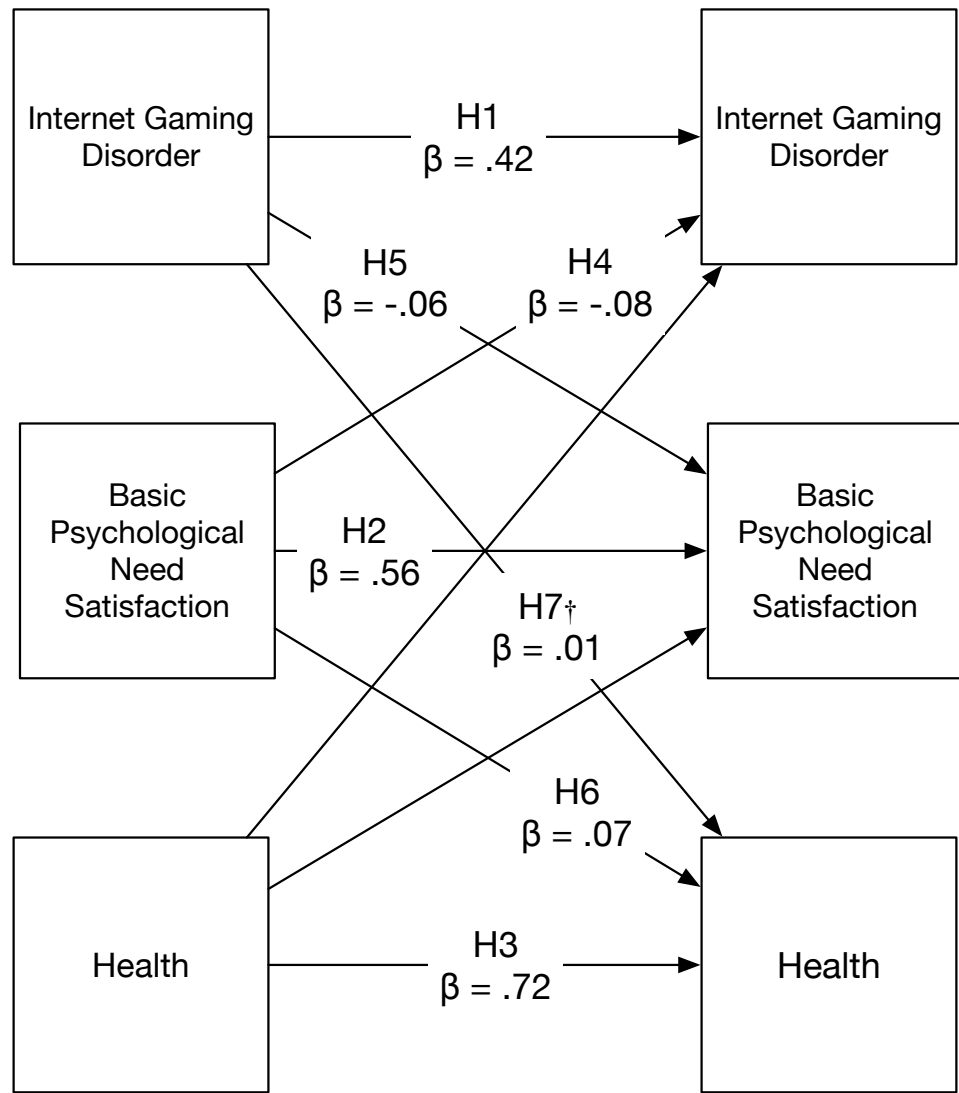 Internet Gaming
Disorder
H1
β = .42
Internet Gaming
Disorder
H5
β = -.06
H4
β = -.08
Basic
Psychological
Need
Satisfaction
H2
β = .56
Basic
Psychological
Need
Satisfaction
H7†
β = .01
H6
β = .07
Health
H3
β = .72
Health